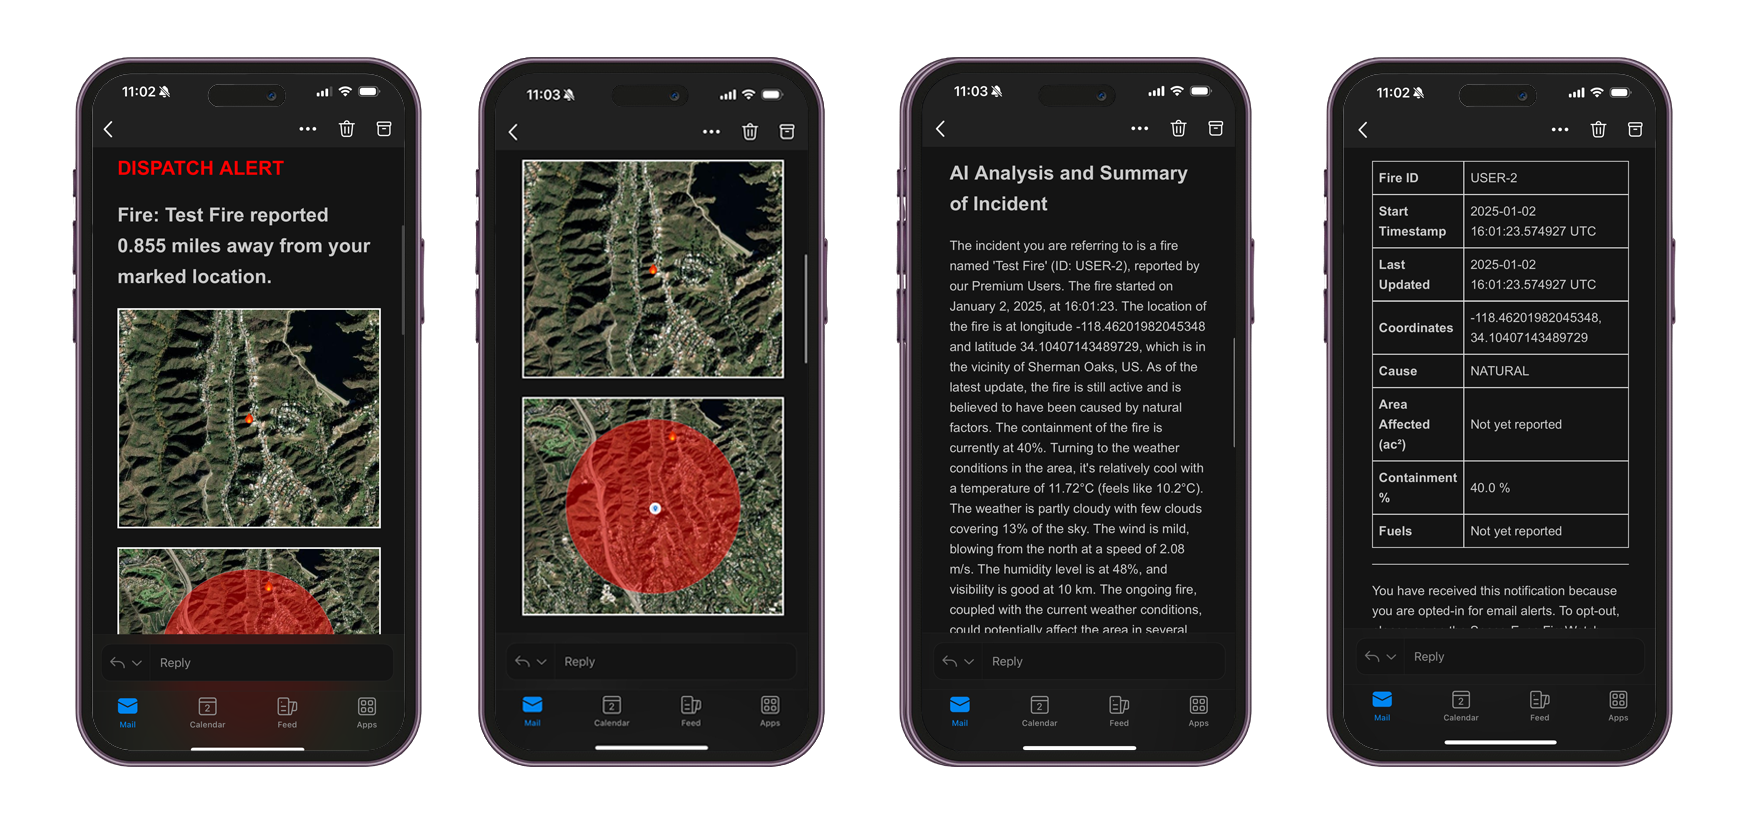 11:02
DISPATCH ALERT
Fire: Test Fire reported
0.855 miles away from your
marked location.
Reply
Mail
2
Calendar
Feed
Apps
11:03
Reply
Mail
2
Calendar
Feed
Apps
11:03
AI Analysis and Summary
of Incident
The incident you are referring to is a fire
named 'Test Fire' (ID: USER-2), reported by
our Premium Users. The fire started on
January 2, 2025, at 16:01:23. The location of
the fire is at longitude -118.46201982045348
and latitude 34.10407143489729, which is in
the vicinity of Sherman Oaks, US. As of the
latest update, the fire is still active and is
believed to have been caused by natural
factors. The containment of the fire is
currently at 40%. Turning to the weather
conditions in the area, it's relatively cool with
a temperature of 11.72°C (feels like 10.2°C).
The weather is partly cloudy with few clouds
covering 13% of the sky. The wind is mild,
blowing from the north at a speed of 2.08
m/s. The humidity level is at 48%, and
visibility is good at 10 km. The ongoing fire,
coupled with the current weather conditions,
could potentially affect the area in several
Reply
Mail
2
Calendar
Feed
Apps
11:02
Fire ID USER-2
Start Timestamp 2025-01-02 16:01:23.574927 UTC
Last Updated 2025-01-02 16:01:23.574927 UTC
Coordinates -118.46201982045348, 34.10407143489729
Cause NATURAL
Area Affected (ac²) Not yet reported
Containment % 40.0 %
Fuels Not yet reported
You have received this notification because
you are opted-in for email alerts. To opt-out,
Reply
Mail
2
Calendar
Feed
Apps